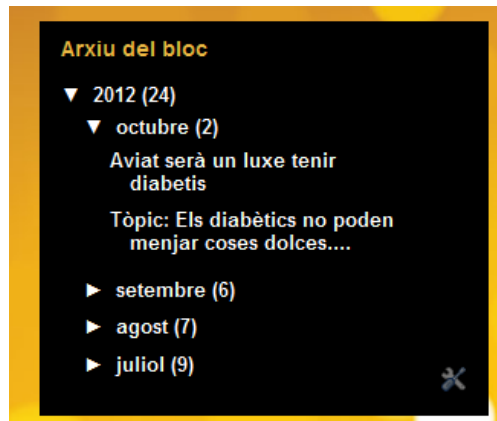 Arxiu del bloc
▼ 2012 (24)
▼ octubre (2)
Aviat serà un luxe tenir
diabetis
Tòpic: Els diabètics no poden
menjar coses dolces....
► setembre (6)
► agost (7)
► juliol (9)